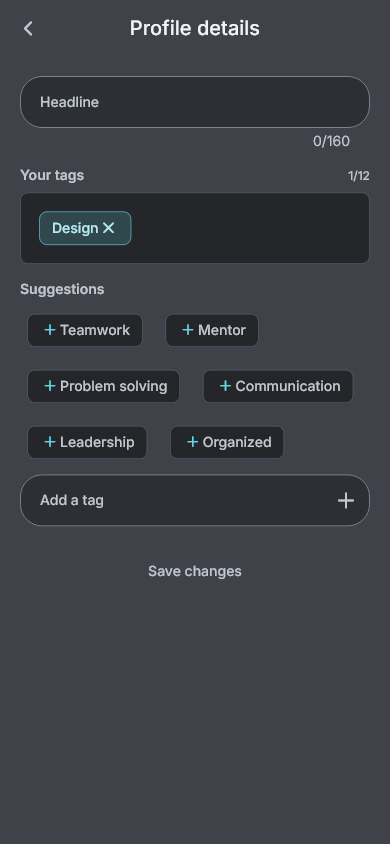 Profile details
Headline
0/160
Your tags 1/12
Design
Suggestions
+ Teamwork + Mentor
+ Problem solving + Communication
+ Leadership + Organized
Add a tag +
Save changes